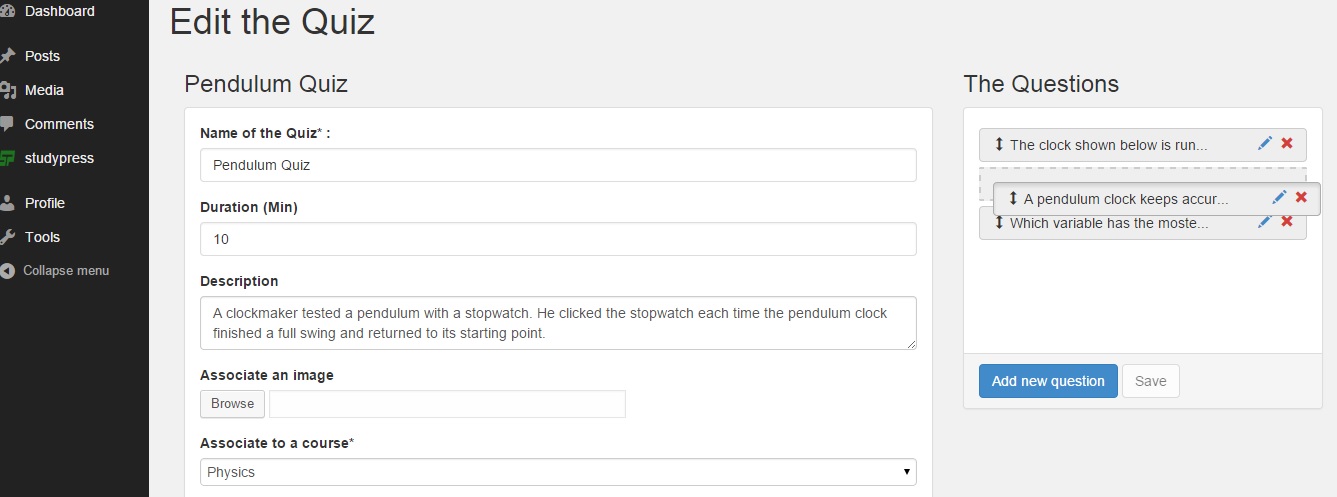 Dashboard
Posts
Media
Comments
studypress
Profile
Tools
Collapse menu
Edit the Quiz
Pendulum Quiz
Name of the Quiz* :
Pendulum Quiz
Duration (Min)
10
Description
A clockmaker tested a pendulum with a stopwatch. He clicked the stopwatch each time the pendulum clock
finished a full swing and returned to its starting point.
Associate an image
Browse
Associate to a course*
Physics
The Questions
The clock shown below is run...
A pendulum clock keeps accur...
Which variable has the moste...
Add new question
Save